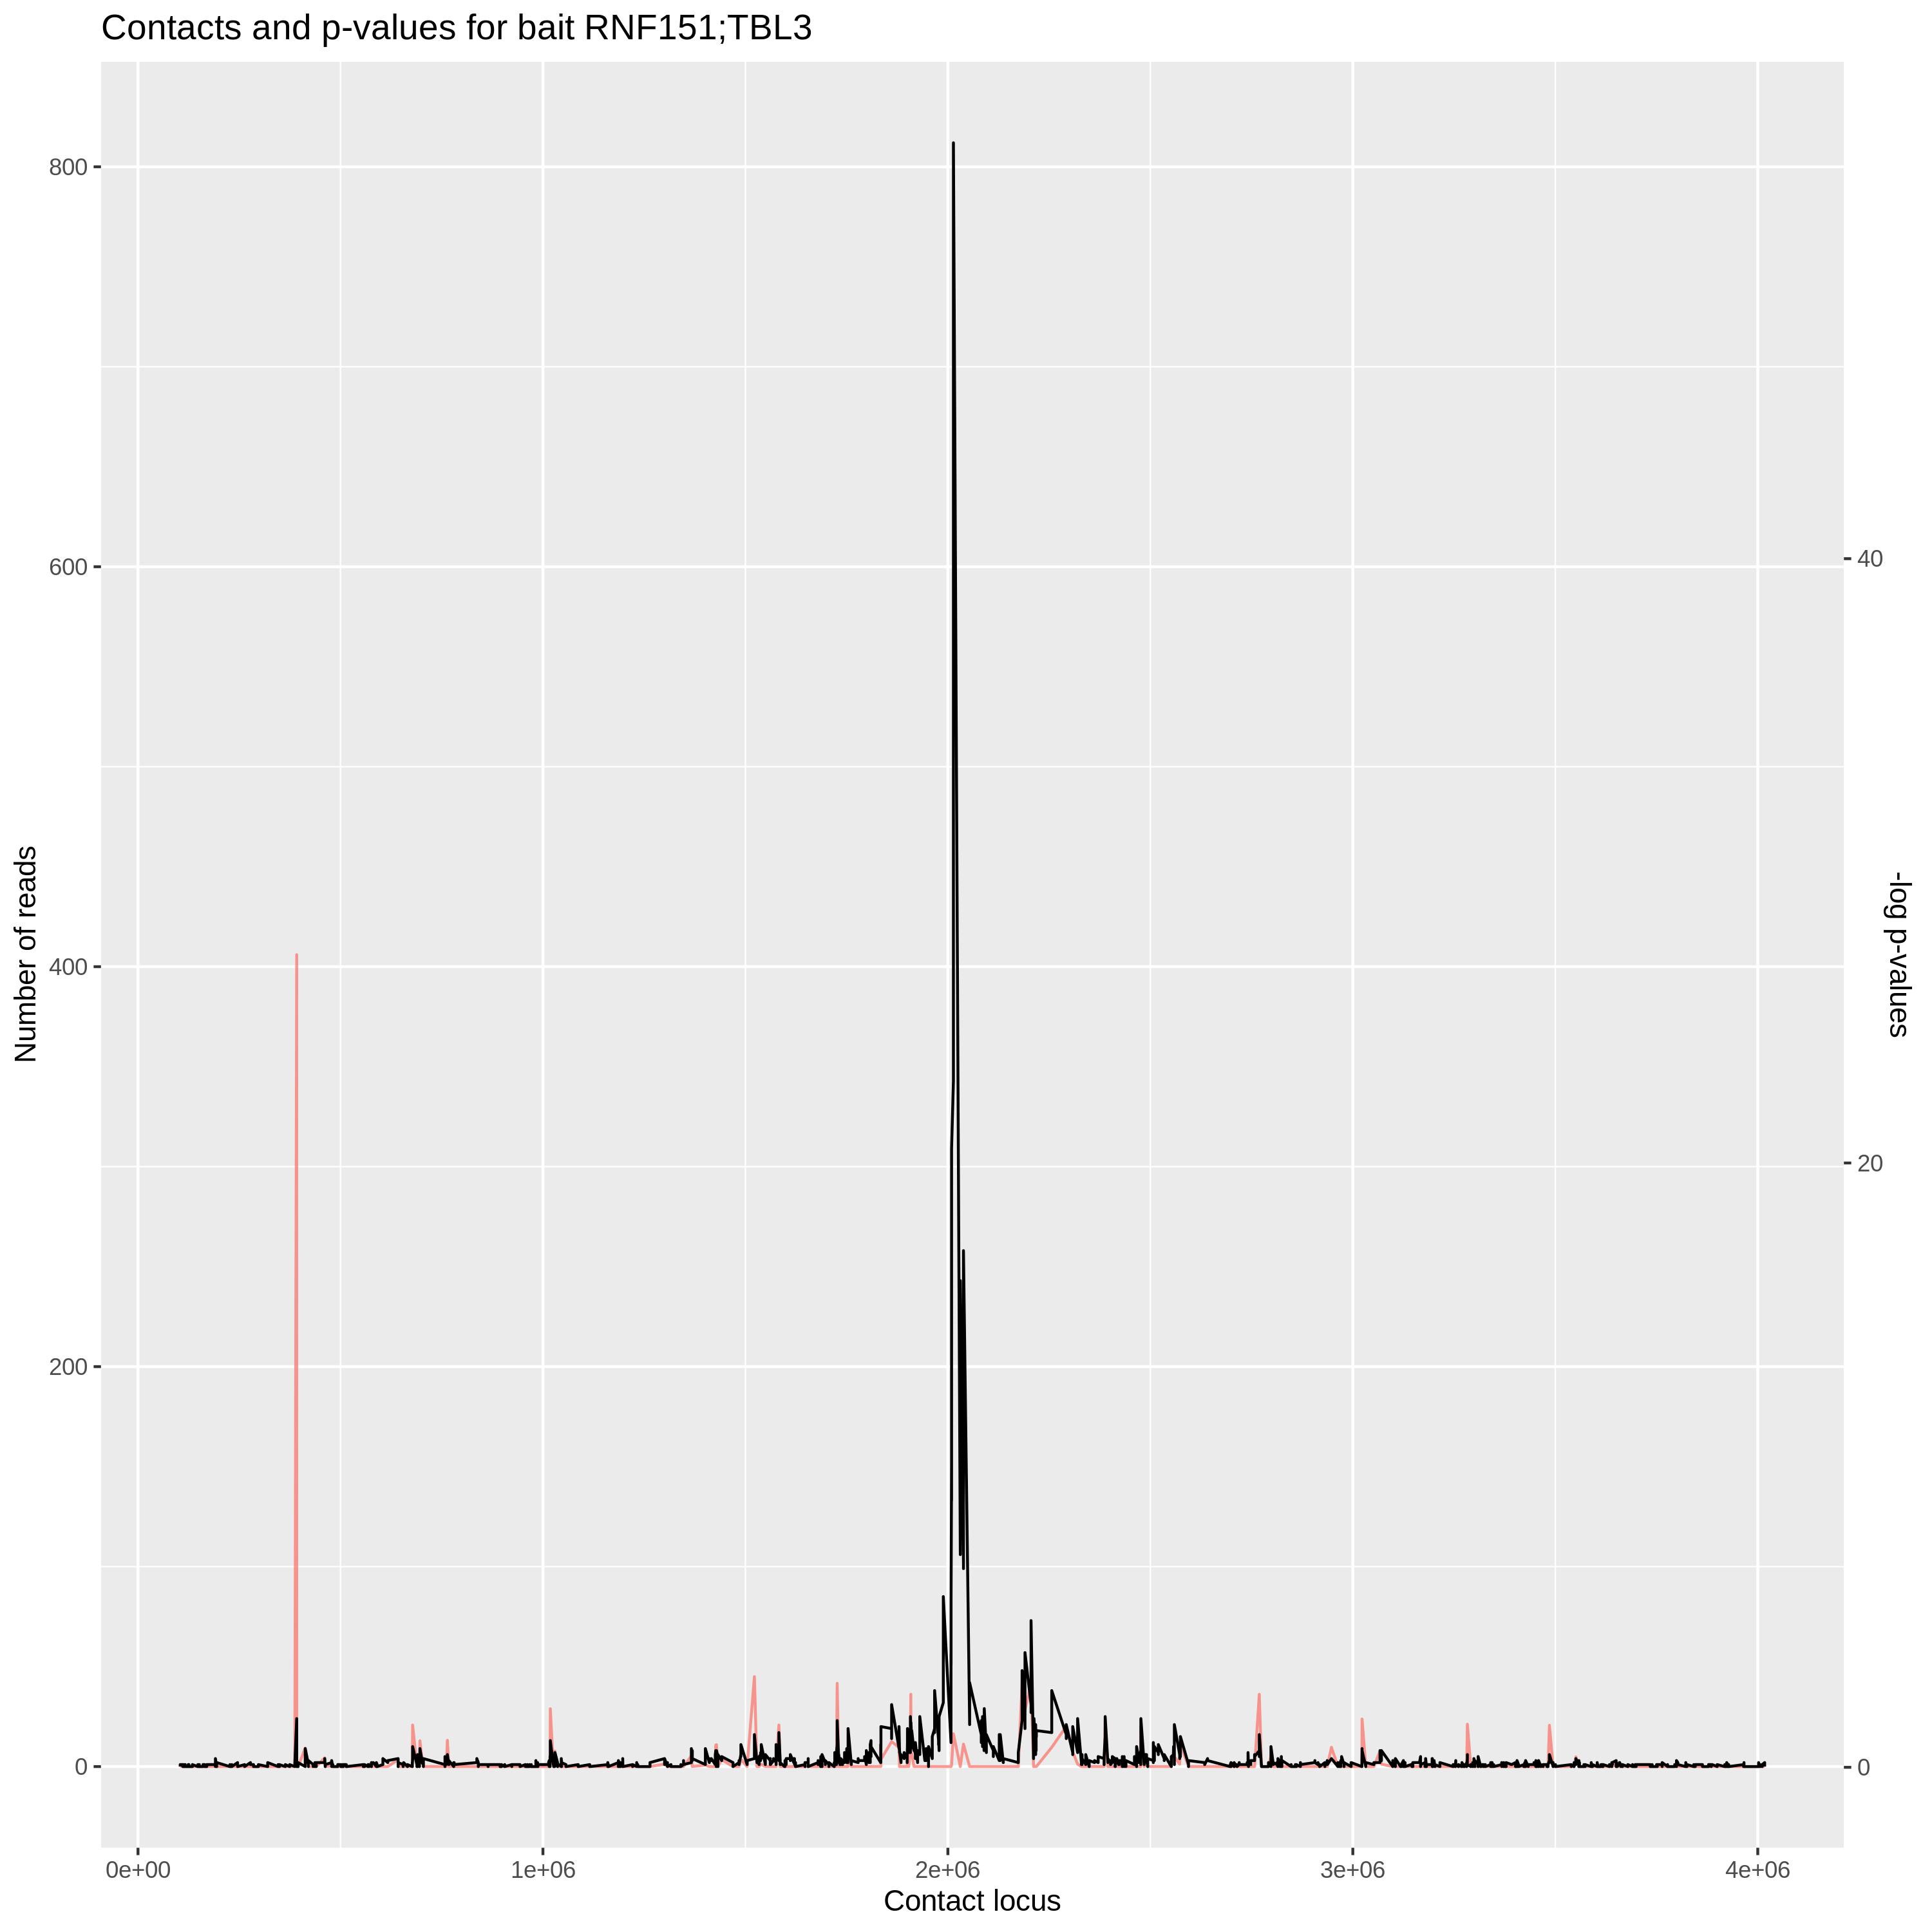 Contacts and p-values for bait RNF151;TBL3
800
600
400
200
0
Number of reads
40
20
0
-log p-values
0e+00 1e+06 2e+06 3e+06 4e+06
Contact locus